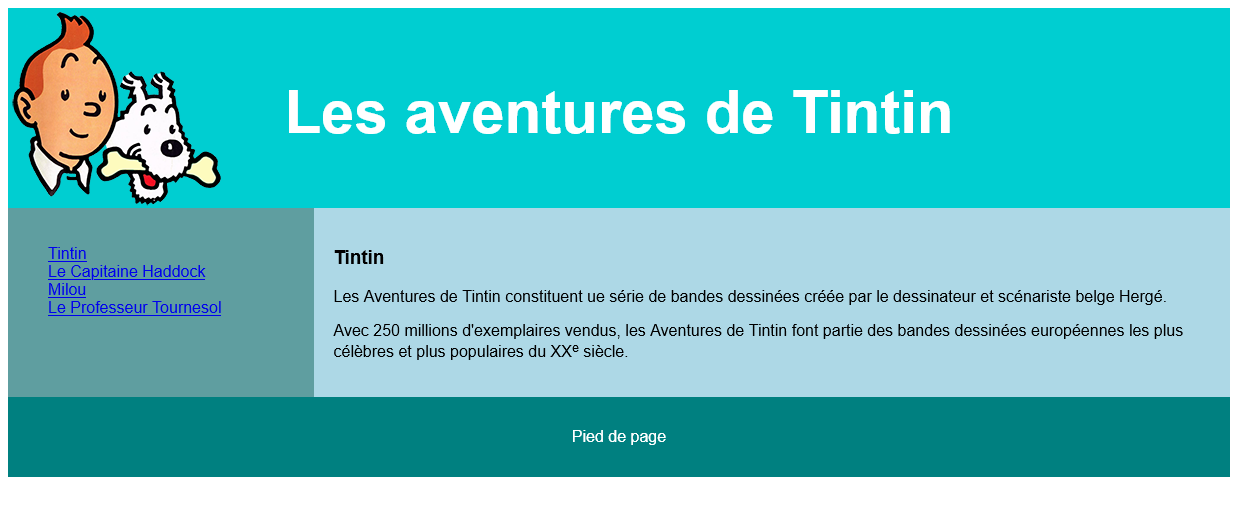 Les aventures de Tintin
Tintin
Le Capitaine Haddock
Milou
Le Professeur Tournesol
Tintin
Les Aventures de Tintin constituent ue série de bandes dessinées créée par le dessinateur et scénariste belge Hergé.
Avec 250 millions d'exemplaires vendus, les Aventures de Tintin font partie des bandes dessinées européennes les plus
célèbres et plus populaires du XXᵉ siècle.
Pied de page